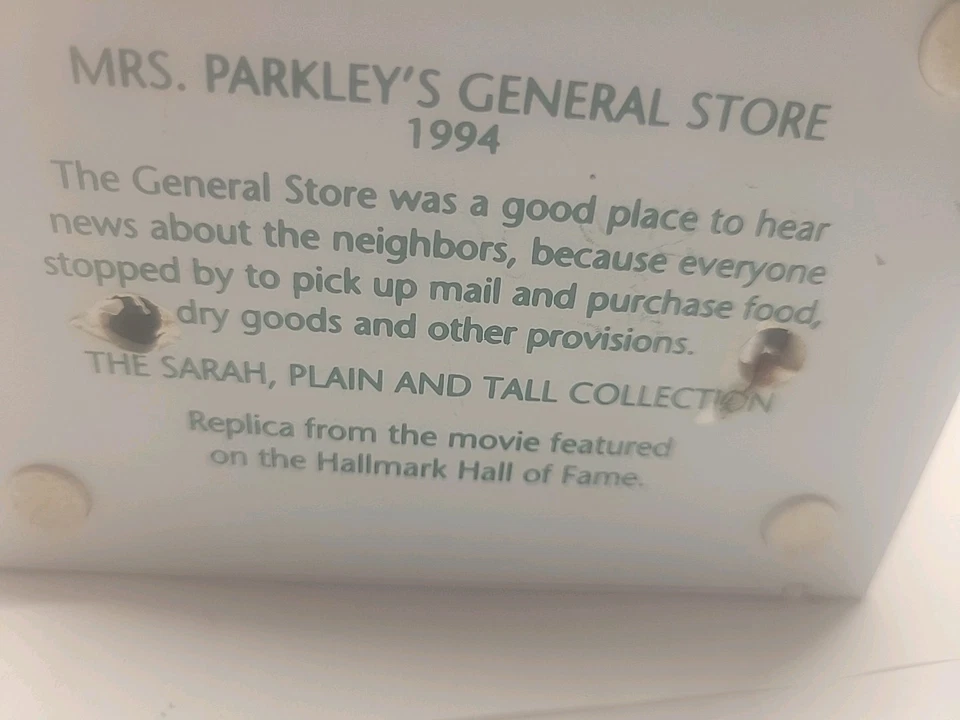 MRS. PARKLEY'S GENERAL STORE
1994
The General Store was a good place to hear
news about the neighbors, because everyone
stopped by to pick up mail and purchase food,
dry goods and other provisions.
THE SARAH, PLAIN AND TALL COLLECTION
Replica from the movie featured
on the Hallmark Hall of Fame.